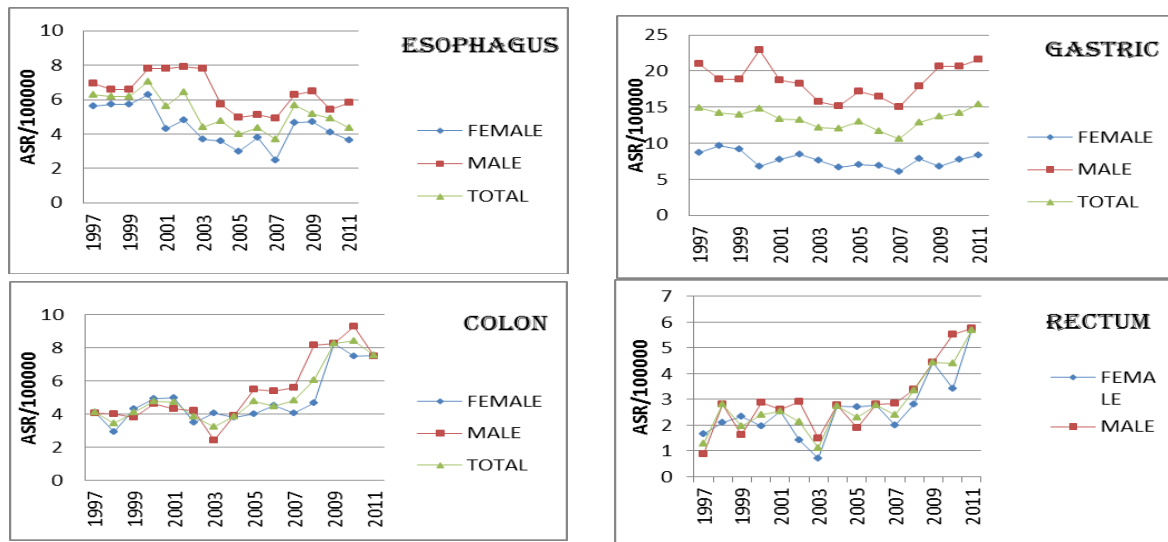 ESOPHAGUS
ASR/100000
10
8
6
4
2
0
1997
1999
2001
2003
2005
2007
2009
2011
FEMALE
MALE
TOTAL
GASTRIC
ASR/100000
25
20
15
10
5
0
1997
1999
2001
2003
2005
2007
2009
2011
FEMALE
MALE
TOTAL
COLON
ASR/100000
10
8
6
4
2
0
1997
1999
2001
2003
2005
2007
2009
2011
FEMALE
MALE
TOTAL
RECTUM
ASR/100000
7
6
5
4
3
2
1
0
1997
1999
2001
2003
2005
2007
2009
2011
FEMA
LE
MALE